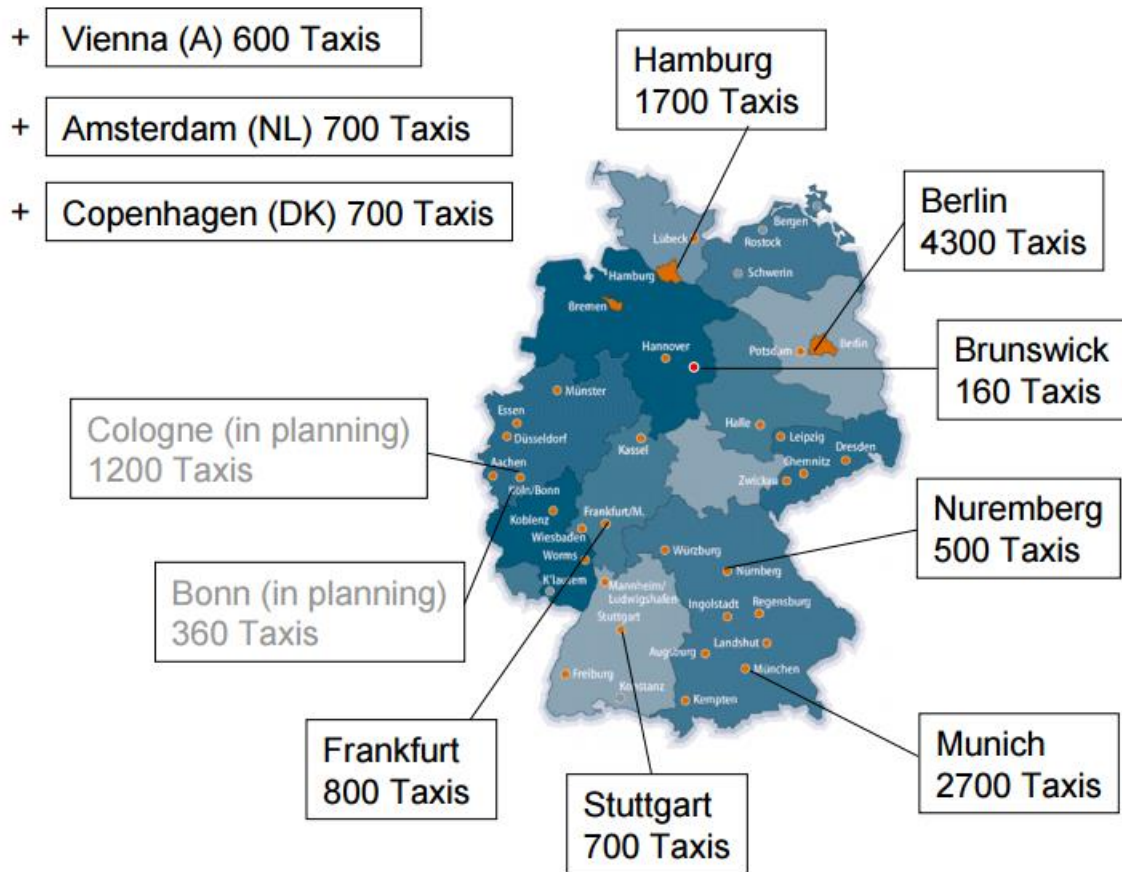 + Vienna (A) 600 Taxis
+ Amsterdam (NL) 700 Taxis
+ Copenhagen (DK) 700 Taxis
Hamburg
1700 Taxis
Berlin
4300 Taxis
Brunswick
160 Taxis
Cologne (in planning)
1200 Taxis
Nuremberg
500 Taxis
Bonn (in planning)
360 Taxis
Frankfurt
800 Taxis
Stuttgart
700 Taxis
Munich
2700 Taxis
Bergen
Lübeck
Rostock
Hamburg
Schwerin
Bremen
Hannover
Potsdam
Berlin
Münster
Essen
Düsseldorf
Kassel
Halle
Leipzig
Dresden
Chemnitz
Zwickau
Aachen
Köln/Bonn
Koblenz
Frankfurt/M.
Wiesbaden
Worms
Würzburg
Nürnberg
K'lautern
Mannheim/
Ludwigshafen
Ingolstadt
Regensburg
Stuttgart
Augsburg
Landshut
München
Freiburg
Konstanz
Kempten